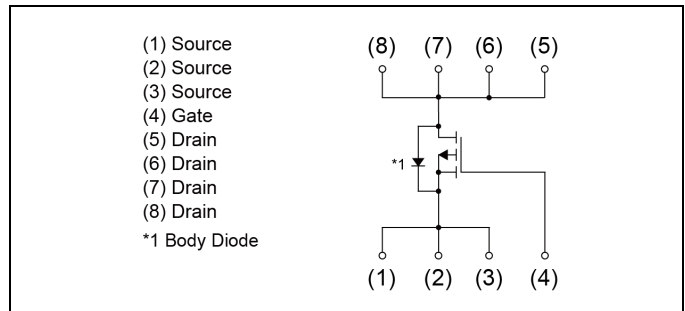 (1) Source
(2) Source
(3) Source
(4) Gate
(5) Drain
(6) Drain
(7) Drain
(8) Drain
*1 Body Diode
(8) (7) (6) (5)
*1
(1) (2) (3) (4)